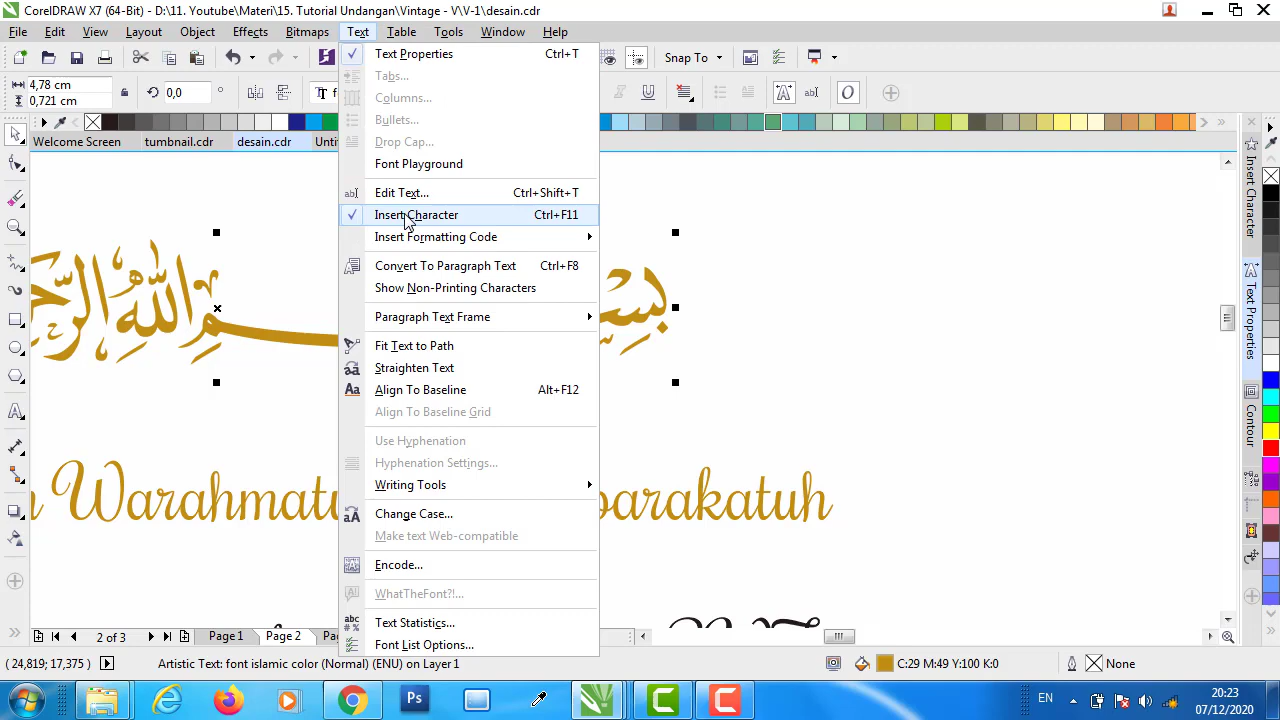 CorelDRAW X7 (64-Bit) - D:\11. Youtube\Materi\15. Tutorial Undangan\Vintage - V\V-1\desain.cdr
File Edit View Layout Object Effects Bitmaps Text Table Tools Window Help
Snap To
4,78 cm
0,721 cm
0,0 °
Welcome Screen tumbnail.cdr desain.cdr
Text Properties Ctrl+T
Tabs...
Columns...
Bullets...
Drop Cap...
Font Playground
Edit Text... Ctrl+Shift+T
Insert Character Ctrl+F11
Insert Formatting Code
Convert To Paragraph Text Ctrl+F8
Show Non-Printing Characters
Paragraph Text Frame
Fit Text to Path
Straighten Text
Align To Baseline Alt+F12
Align To Baseline Grid
Use Hyphenation
Hyphenation Settings...
Writing Tools
Change Case...
Make text Web-compatible
Encode...
WhatTheFont?!...
Text Statistics...
Font List Options...
Insert Character
Text Properties
Contour
2 of 3 Page 1 Page 2
( 24,819; 17,375 ) Artistic Text: font islamic color (Normal) (ENU) on Layer 1 C:29 M:49 Y:100 K:0 None
EN 20:23
07/12/2020